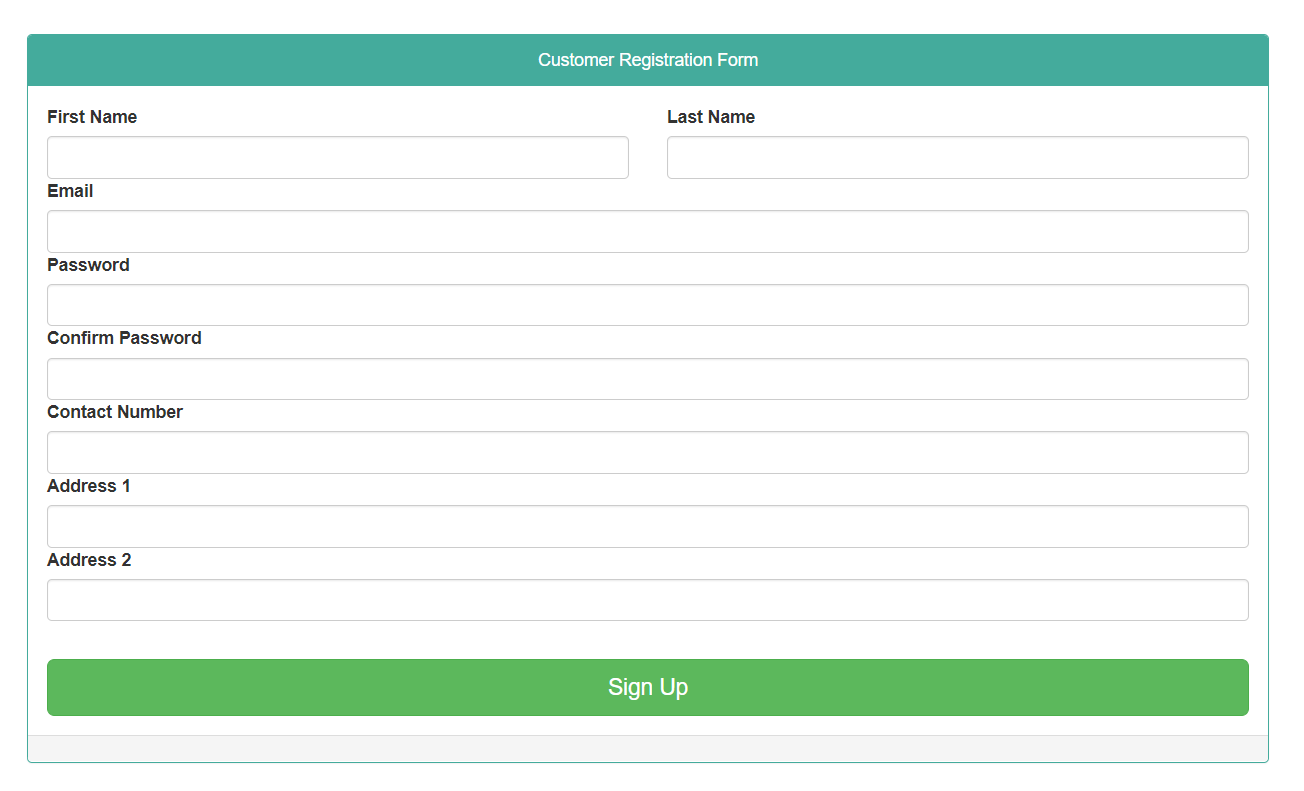 Customer Registration Form
First Name Last Name
Email
Password
Confirm Password
Contact Number
Address 1
Address 2
Sign Up